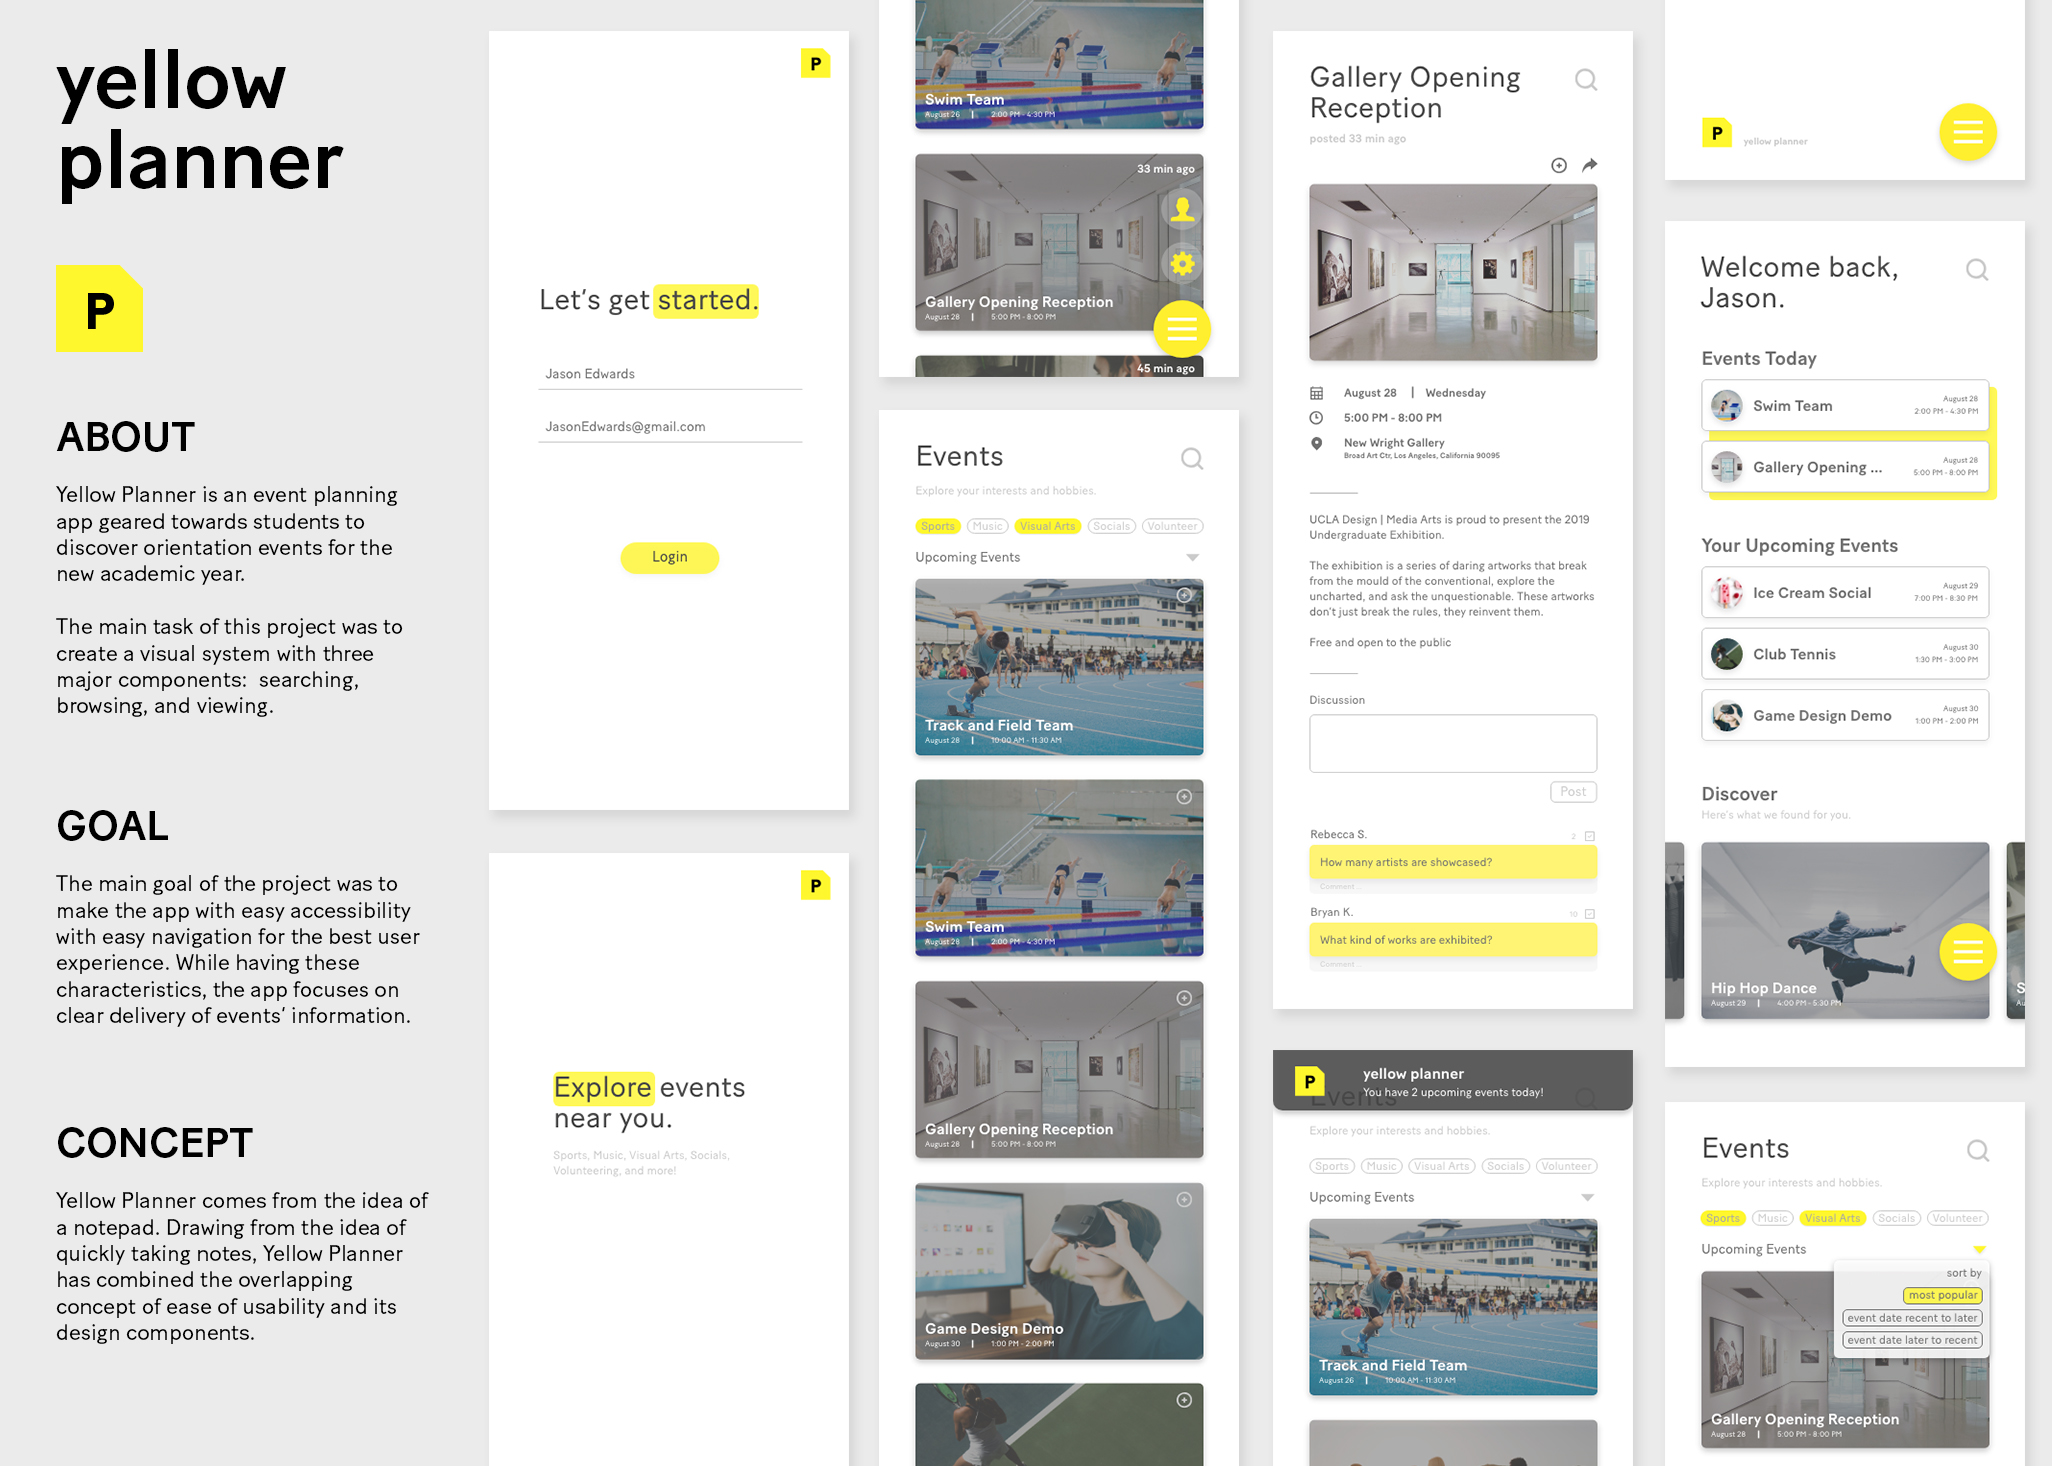 yellow
planner
P
ABOUT
Yellow Planner is an event planning
app geared towards students to
discover orientation events for the
new academic year.
The main task of this project was to
create a visual system with three
major components:  searching,
browsing, and viewing.
GOAL
The main goal of the project was to
make the app with easy accessibility
with easy navigation for the best user
experience. While having these
characteristics, the app focuses on
clear delivery of events' information.
CONCEPT
Yellow Planner comes from the idea of
a notepad. Drawing from the idea of
quickly taking notes, Yellow Planner
has combined the overlapping
concept of ease of usability and its
design components.
P
Let's get started.
Jason Edwards
JasonEdwards@gmail.com
Login
P
Explore events
near you.
Sports, Music, Visual Arts, Socials,
Volunteering, and more!
Swim Team
August 26 | 2:00 PM - 4:30 PM
33 min ago
Gallery Opening Reception
August 28 | 5:00 PM - 8:00 PM
45 min ago
Events
Explore your interests and hobbies.
Sports Music Visual Arts Socials Volunteer
Upcoming Events
Track and Field Team
August 28 | 10:00 AM - 11:30 AM
Swim Team
August 28 | 2:00 PM - 4:30 PM
Gallery Opening Reception
August 28 | 5:00 PM - 8:00 PM
Game Design Demo
August 30 | 1:00 PM - 2:00 PM
Gallery Opening
Reception
posted 33 min ago
August 28 | Wednesday
5:00 PM - 8:00 PM
New Wright Gallery
Broad Art Ctr, Los Angeles, California 90095
UCLA Design | Media Arts is proud to present the 2019
Undergraduate Exhibition.
The exhibition is a series of daring artworks that break
from the mould of the conventional, explore the
uncharted, and ask the unquestionable. These artworks
don't just break the rules, they reinvent them.
Free and open to the public
Discussion
Post
Rebecca S. 2
How many artists are showcased?
Comment...
Bryan K. 10
What kind of works are exhibited?
Comment...
P
yellow planner
You have 2 upcoming events today!
Events
Explore your interests and hobbies.
Sports Music Visual Arts Socials Volunteer
Upcoming Events
Track and Field Team
August 26 | 10:00 AM - 11:30 AM
P yellow planner
Welcome back,
Jason.
Events Today
Swim Team August 28
2:00 PM - 4:30 PM
Gallery Opening ... August 28
5:00 PM - 8:00 PM
Your Upcoming Events
Ice Cream Social August 29
7:00 PM - 8:30 PM
Club Tennis August 30
1:30 PM - 3:00 PM
Game Design Demo August 30
1:00 PM - 2:00 PM
Discover
Here's what we found for you.
Hip Hop Dance
August 29 | 4:00 PM - 5:30 PM
S
Au
Events
Explore your interests and hobbies.
Sports Music Visual Arts Socials Volunteer
Upcoming Events
sort by
most popular
event date recent to later
event date later to recent
Gallery Opening Reception
August 28 | 5:00 PM - 8:00 PM